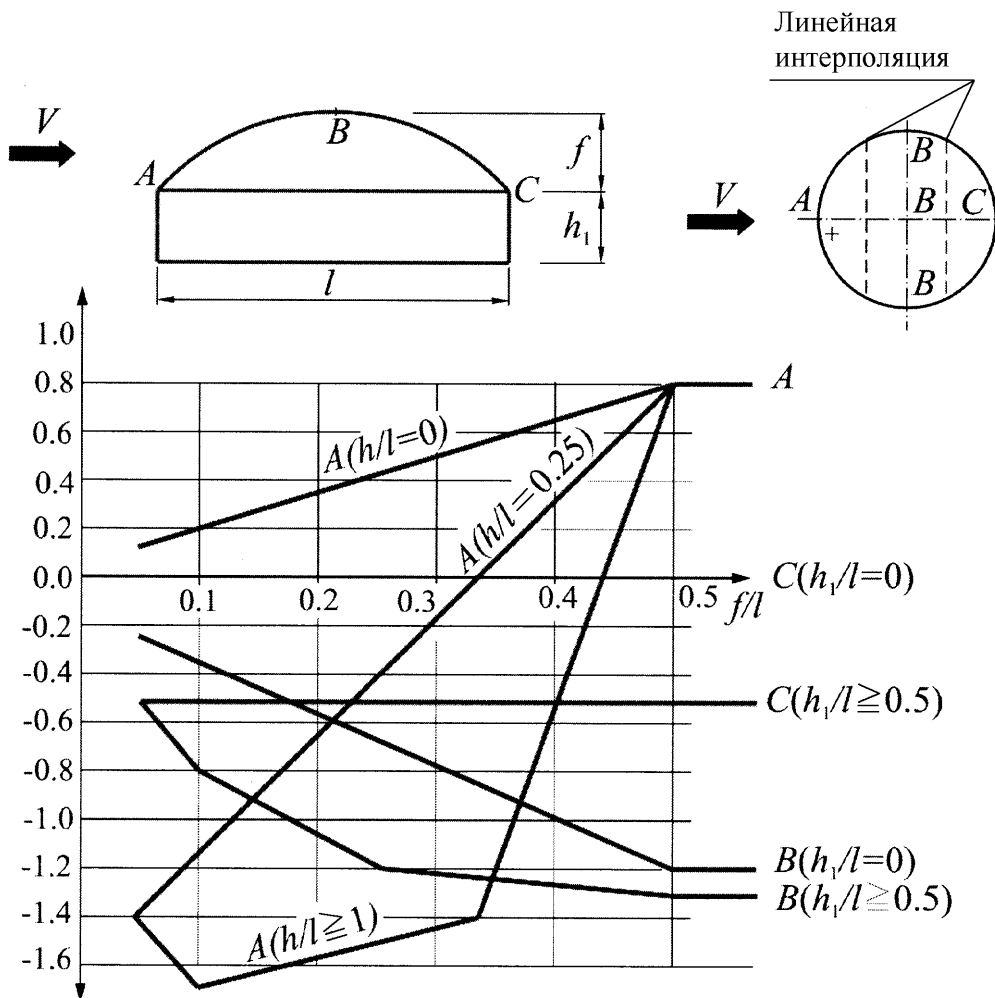 Линейная
интерполяция
V
B
f
A
C
h₁
l
V
A
B
B
C
B
+
1.0
0.8
0.6
0.4
0.2
0.0
-0.2
-0.4
-0.6
-0.8
-1.0
-1.2
-1.4
-1.6
0.1
0.2
0.3
0.4
0.5
f/l
A(h/l=0)
A(h/l=0.25)
A(h/l≧1)
A
C(h₁/l=0)
C(h₁/l≧0.5)
B(h₁/l=0)
B(h₁/l≧0.5)